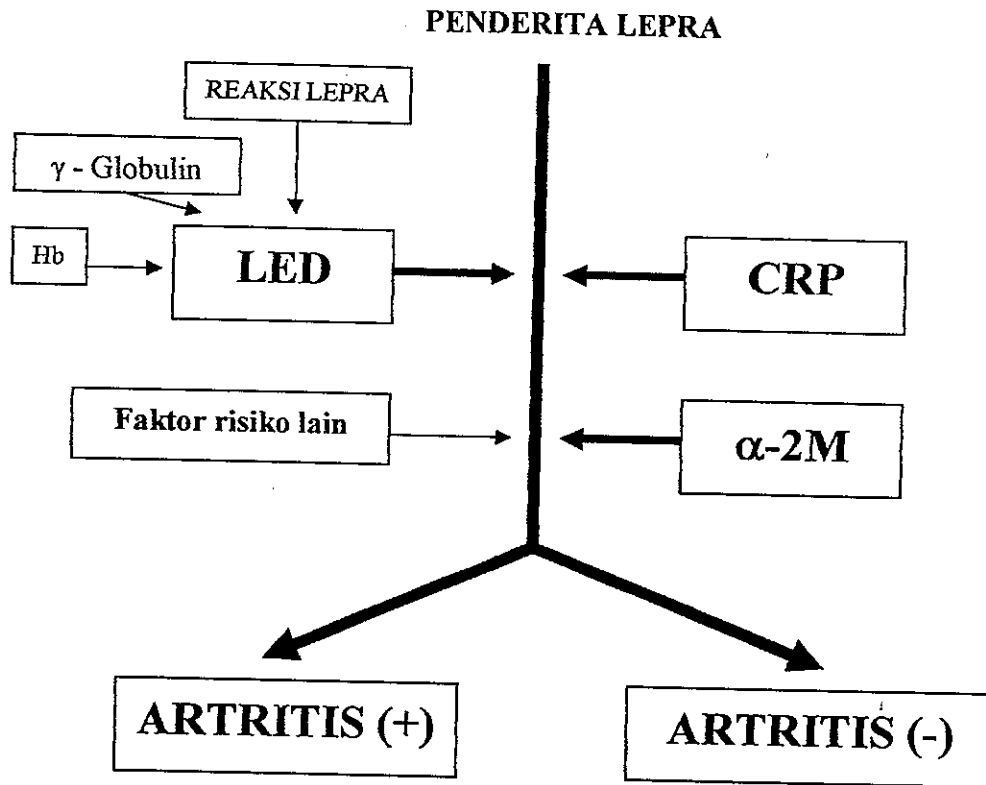 PENDERITA LEPRA
REAKSI LEPRA
γ - Globulin
Hb
LED
CRP
Faktor risiko lain
α-2M
ARTRITIS (+)
ARTRITIS (-)